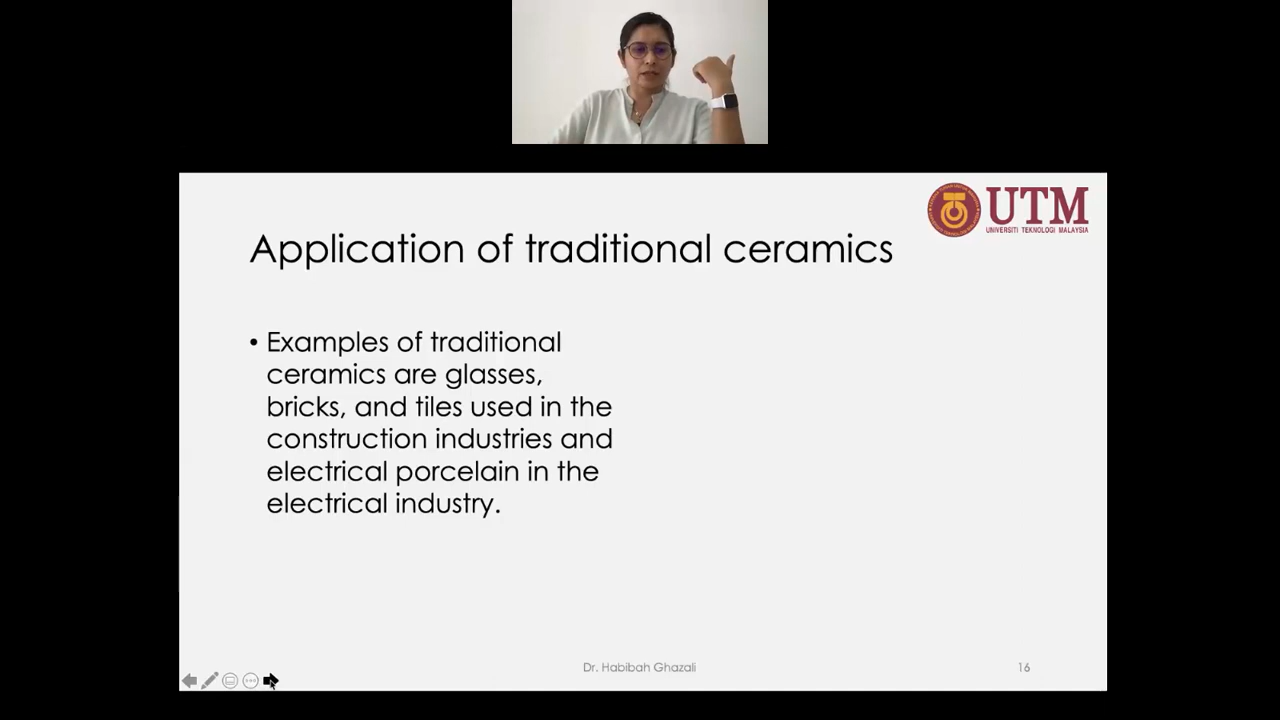 UTM
UNIVERSITI TEKNOLOGI MALAYSIA
Application of traditional ceramics
• Examples of traditional
ceramics are glasses,
bricks, and tiles used in the
construction industries and
electrical porcelain in the
electrical industry.
Dr. Habibah Ghazali
16